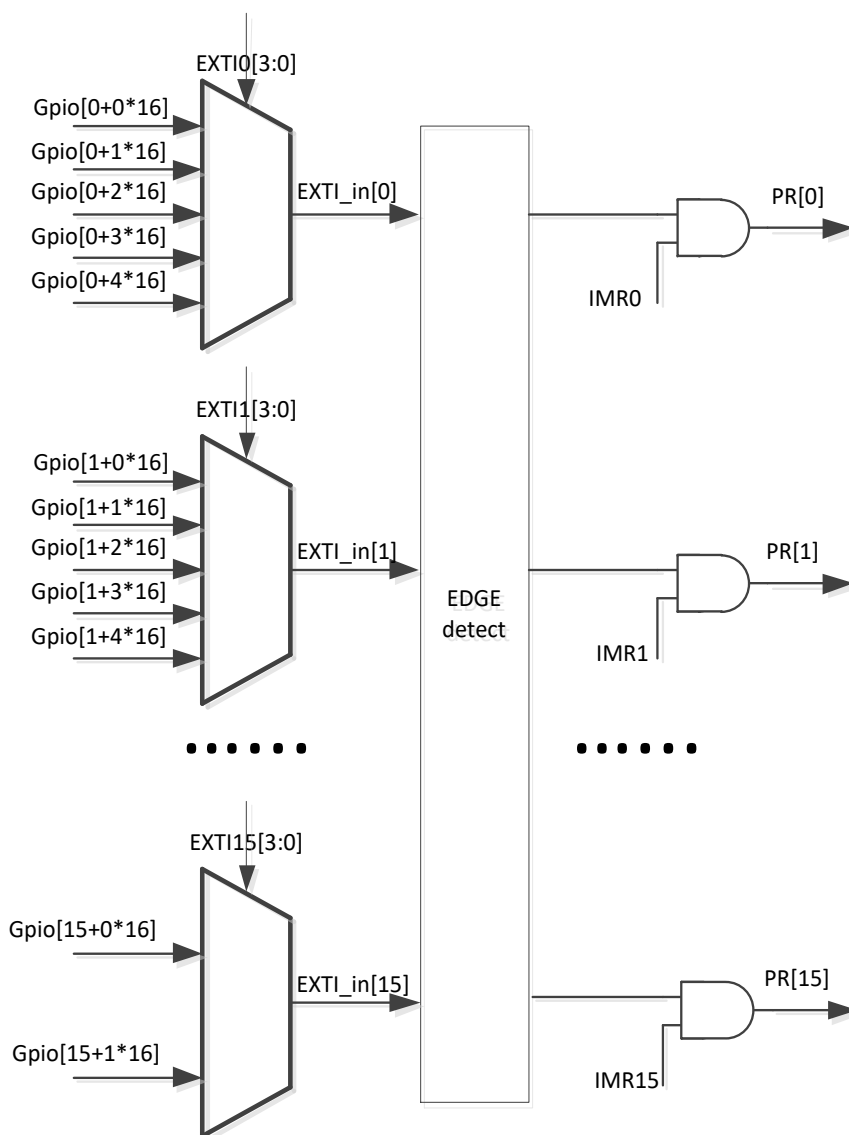 EXTI0[3:0]
Gpio[0+0*16]
Gpio[0+1*16]
Gpio[0+2*16]
Gpio[0+3*16]
Gpio[0+4*16]
EXTI_in[0]
PR[0]
IMR0
EXTI1[3:0]
Gpio[1+0*16]
Gpio[1+1*16]
Gpio[1+2*16]
Gpio[1+3*16]
Gpio[1+4*16]
EXTI_in[1]
EDGE
detect
PR[1]
IMR1
EXTI15[3:0]
Gpio[15+0*16]
Gpio[15+1*16]
EXTI_in[15]
PR[15]
IMR15